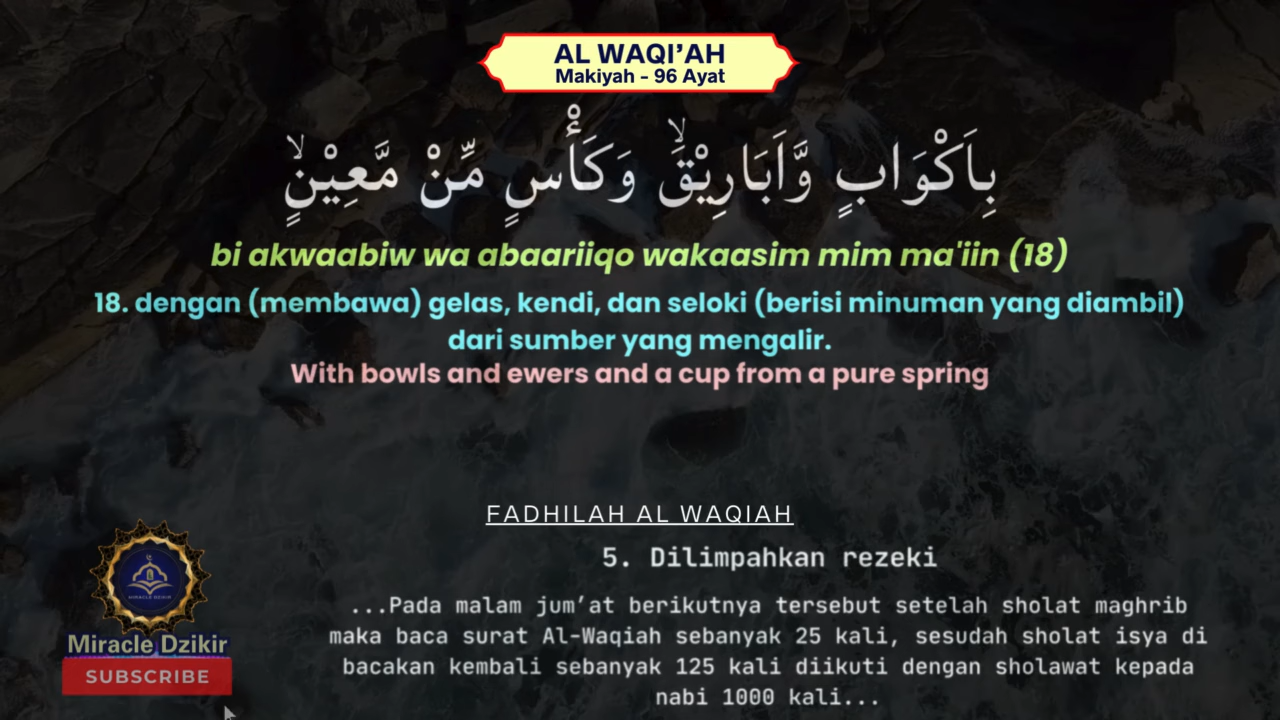 AL WAQI’AH
Makiyah - 96 Ayat
بِاَكْوَابٍ وَّاَبَارِيْقَۙ وَكَأْسٍ مِّنْ مَّعِيْنٍۙ
bi akwaabiw wa abaariiqo wakaasim mim ma'iin (18)
18. dengan (membawa) gelas, kendi, dan seloki (berisi minuman yang diambil)
dari sumber yang mengalir.
With bowls and ewers and a cup from a pure spring
FADHILAH AL WAQIAH
5. Dilimpahkan rezeki
...Pada malam jum’at berikutnya tersebut setelah sholat maghrib
maka baca surat Al-Waqiah sebanyak 25 kali, sesudah sholat isya di
bacakan kembali sebanyak 125 kali diikuti dengan sholawat kepada
nabi 1000 kali...
MIRACLE DZIKIR
Miracle Dzikir
SUBSCRIBE